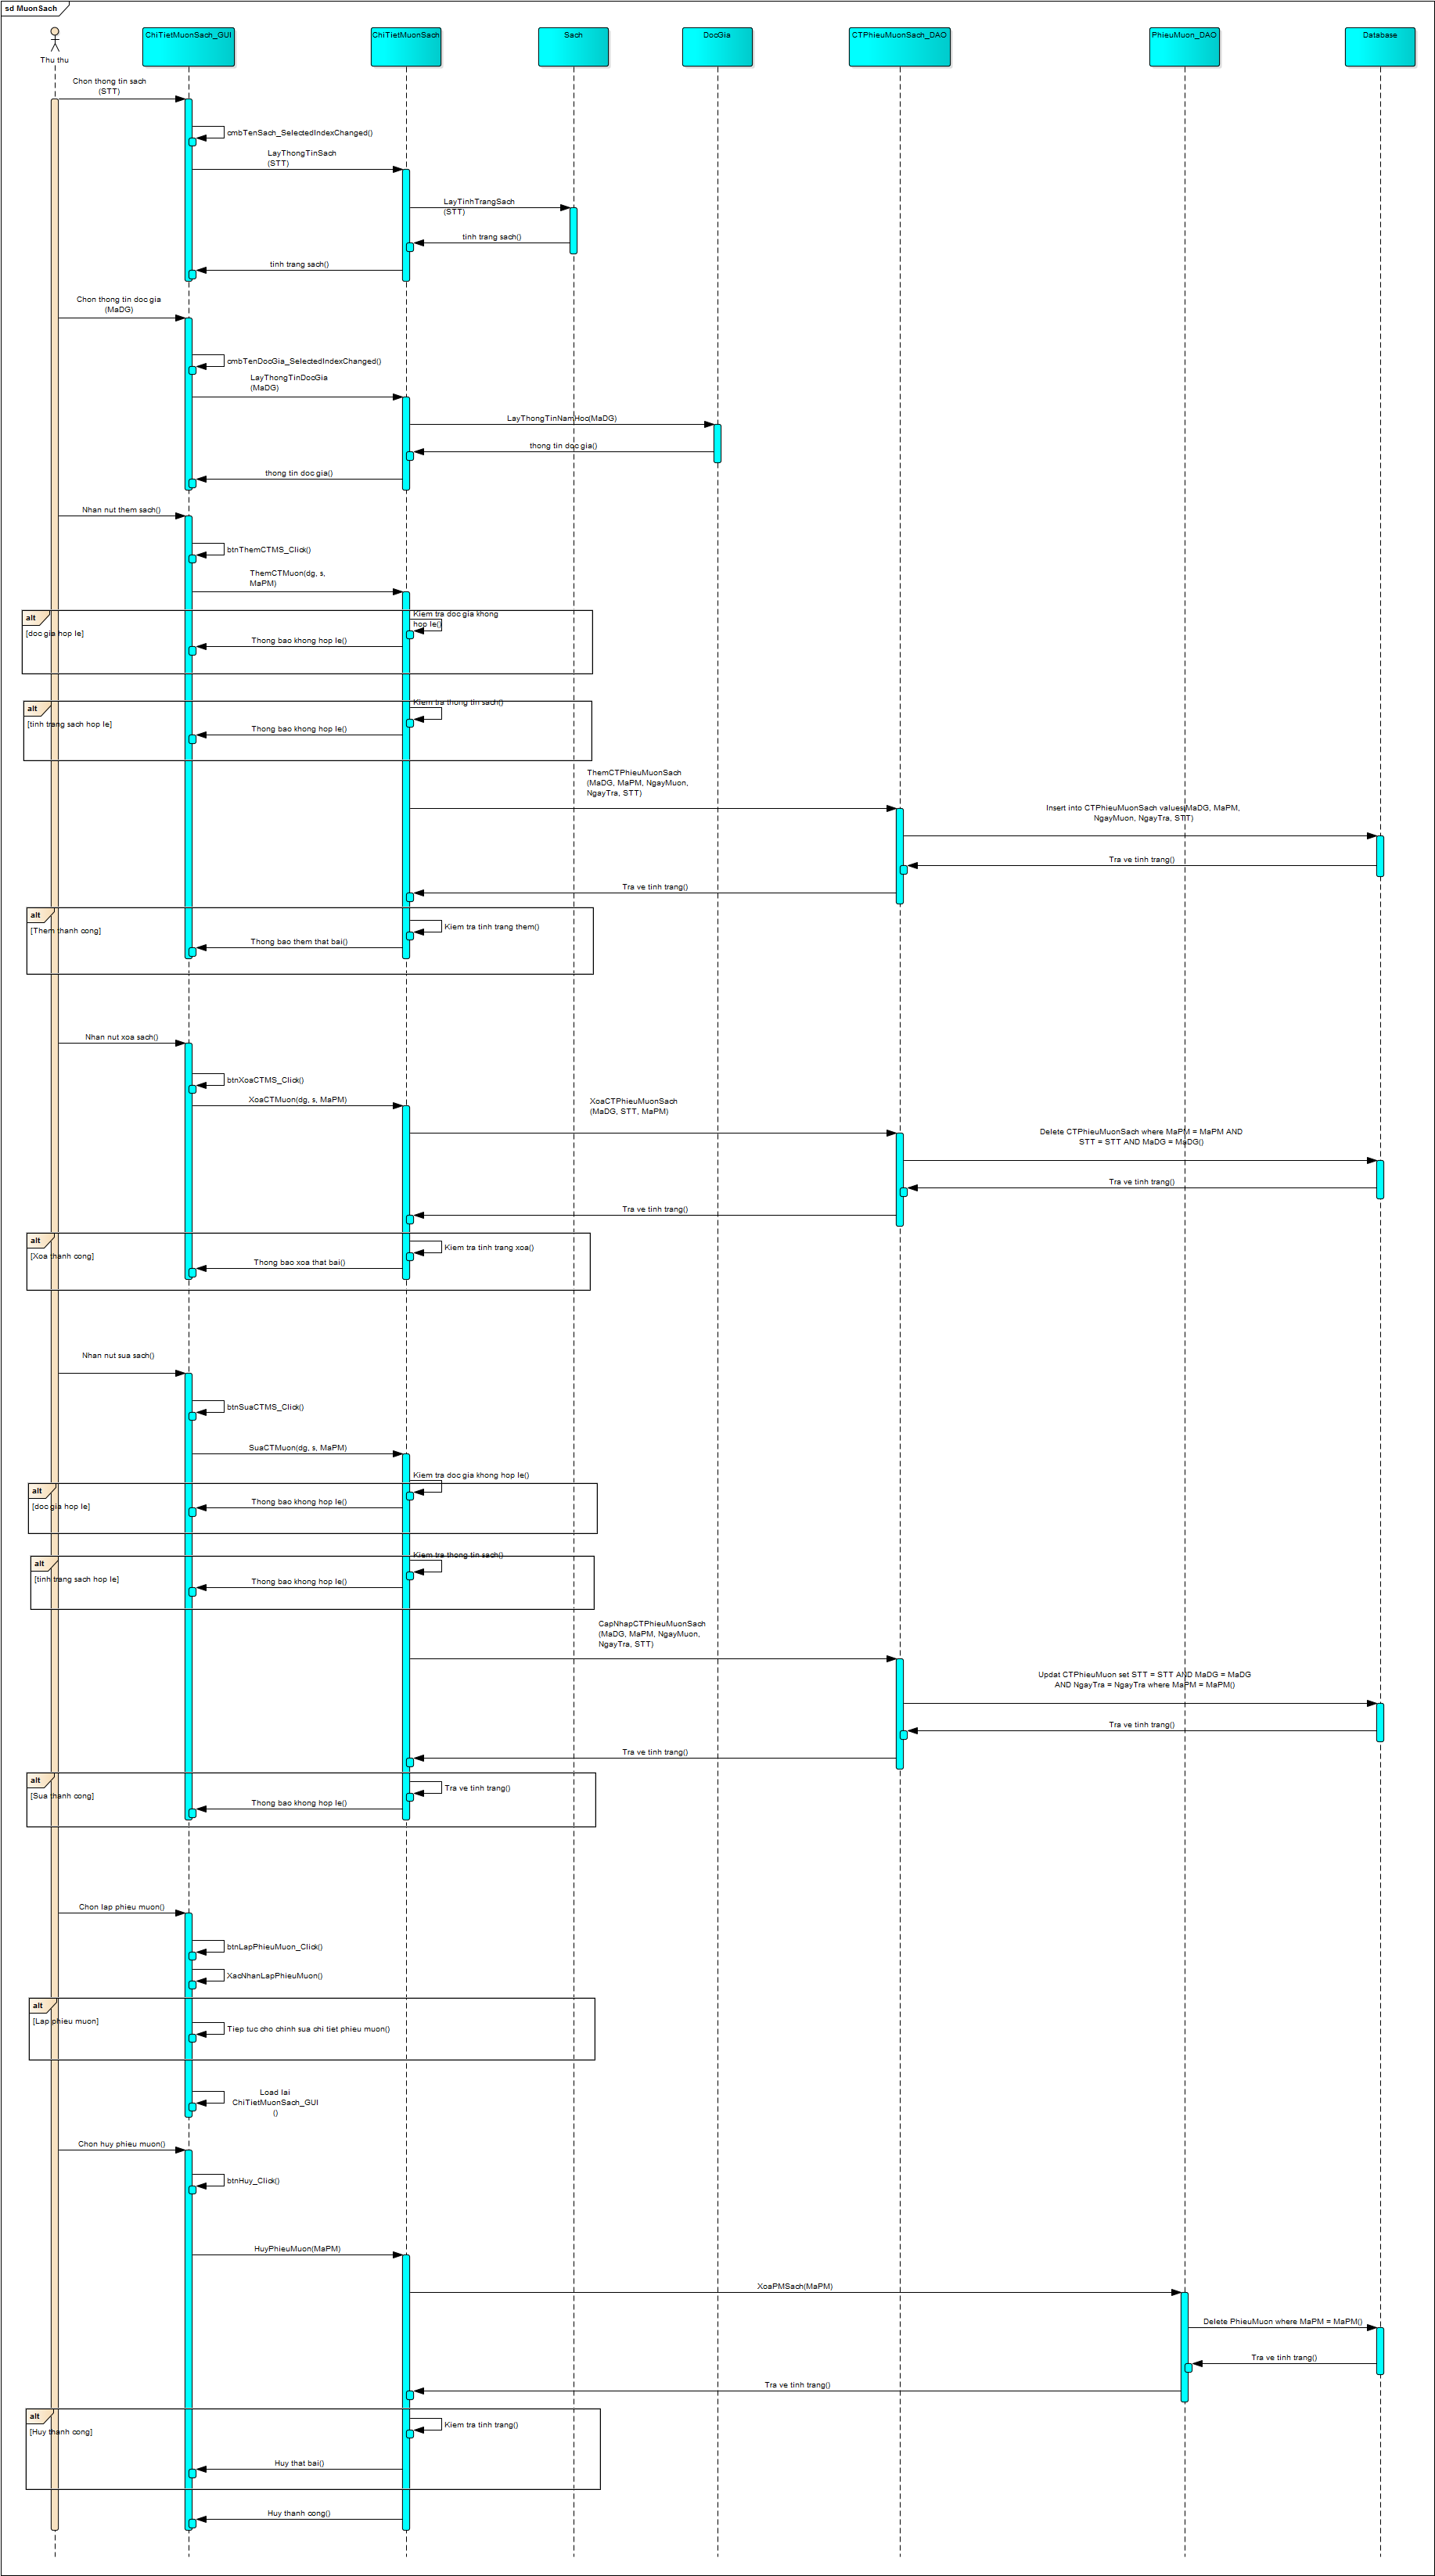 sd MuonSach
Thu thu
ChiTietMuonSach_GUI
ChiTietMuonSach
Sach
DocGia
CTPhieuMuonSach_DAO
PhieuMuon_DAO
Database
Chon thong tin sach
(STT)
cmbTenSach_SelectedIndexChanged()
LayThongTinSach
(STT)
LayTinhTrangSach
(STT)
tinh trang sach()
tinh trang sach()
Chon thong tin doc gia
(MaDG)
cmbTenDocGia_SelectedIndexChanged()
LayThongTinDocGia
(MaDG)
LayThongTinNamHoc(MaDG)
thong tin doc gia()
thong tin doc gia()
Nhan nut them sach()
btnThemCTMS_Click()
ThemCTMuon(dg, s,
MaPM)
alt
[doc gia hop le]
Kiem tra doc gia khong
hop le()
Thong bao khong hop le()
alt
[tinh trang sach hop le]
Kiem tra thong tin sach()
Thong bao khong hop le()
ThemCTPhieuMuonSach
(MaDG, MaPM, NgayMuon,
NgayTra, STT)
Insert into CTPhieuMuonSach values(MaDG, MaPM,
NgayMuon, NgayTra, STT)
Tra ve tinh trang()
Tra ve tinh trang()
alt
[Them thanh cong]
Kiem tra tinh trang them()
Thong bao them that bai()
Nhan nut xoa sach()
btnXoaCTMS_Click()
XoaCTMuon(dg, s, MaPM)
XoaCTPhieuMuonSach
(MaDG, STT, MaPM)
Delete CTPhieuMuonSach where MaPM = MaPM AND
STT = STT AND MaDG = MaDG()
Tra ve tinh trang()
Tra ve tinh trang()
alt
[Xoa thanh cong]
Kiem tra tinh trang xoa()
Thong bao xoa that bai()
Nhan nut sua sach()
btnSuaCTMS_Click()
SuaCTMuon(dg, s, MaPM)
Kiem tra doc gia khong hop le()
alt
[doc gia hop le]
Thong bao khong hop le()
alt
[tinh trang sach hop le]
Kiem tra thong tin sach()
Thong bao khong hop le()
CapNhapCTPhieuMuonSach
(MaDG, MaPM, NgayMuon,
NgayTra, STT)
Updat CTPhieuMuon set STT = STT AND MaDG = MaDG
AND NgayTra = NgayTra where MaPM = MaPM()
Tra ve tinh trang()
Tra ve tinh trang()
alt
[Sua thanh cong]
Tra ve tinh trang()
Thong bao khong hop le()
Chon lap phieu muon()
btnLapPhieuMuon_Click()
XacNhanLapPhieuMuon()
alt
[Lap phieu muon]
Tiep tuc cho chinh sua chi tiet phieu muon()
Load lai
ChiTietMuonSach_GUI
()
Chon huy phieu muon()
btnHuy_Click()
HuyPhieuMuon(MaPM)
XoaPMSach(MaPM)
Delete PhieuMuon where MaPM = MaPM()
Tra ve tinh trang()
Tra ve tinh trang()
alt
[Huy thanh cong]
Kiem tra tinh trang()
Huy that bai()
Huy thanh cong()